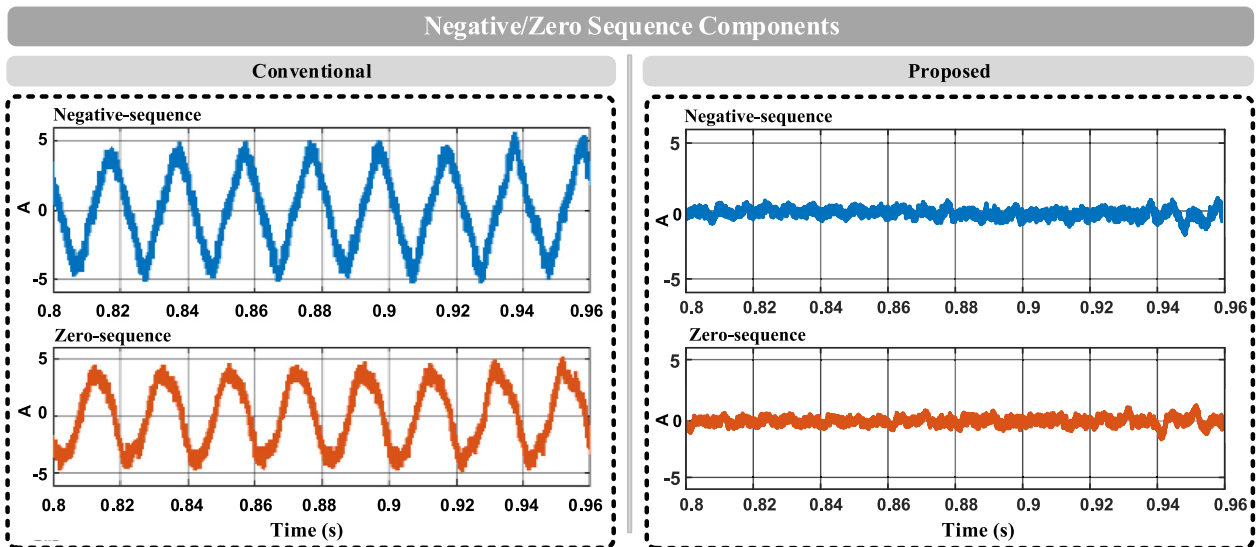 Negative/Zero Sequence Components
Conventional
Negative-sequence
5
0
-5
A
0.8 0.82 0.84 0.86 0.88 0.9 0.92 0.94 0.96
Zero-sequence
5
0
-5
A
0.8 0.82 0.84 0.86 0.88 0.9 0.92 0.94 0.96
Time (s)
Proposed
Negative-sequence
5
0
-5
A
0.8 0.82 0.84 0.86 0.88 0.9 0.92 0.94 0.96
Zero-sequence
5
0
-5
A
0.8 0.82 0.84 0.86 0.88 0.9 0.92 0.94 0.96
Time (s)